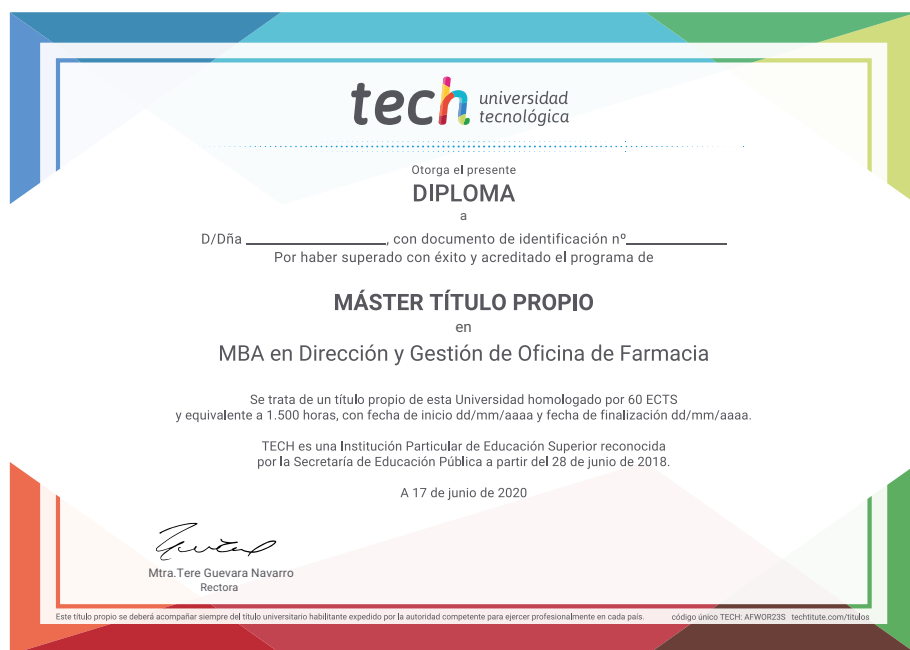 tech universidad
tecnológica
Otorga el presente
DIPLOMA
a
D/Dña ________________, con documento de identificación nº____________
Por haber superado con éxito y acreditado el programa de
MÁSTER TÍTULO PROPIO
en
MBA en Dirección y Gestión de Oficina de Farmacia
Se trata de un título propio de esta Universidad homologado por 60 ECTS
y equivalente a 1.500 horas, con fecha de inicio dd/mm/aaaa y fecha de finalización dd/mm/aaaa.
TECH es una Institución Particular de Educación Superior reconocida
por la Secretaría de Educación Pública a partir del 28 de junio de 2018.
A 17 de junio de 2020
Mtra.Tere Guevara Navarro
Rectora
Este título propio se deberá acompañar siempre del título universitario habilitante expedido por la autoridad competente para ejercer profesionalmente en cada país. código único TECH: AFWOR23S techtitute.com/titulos